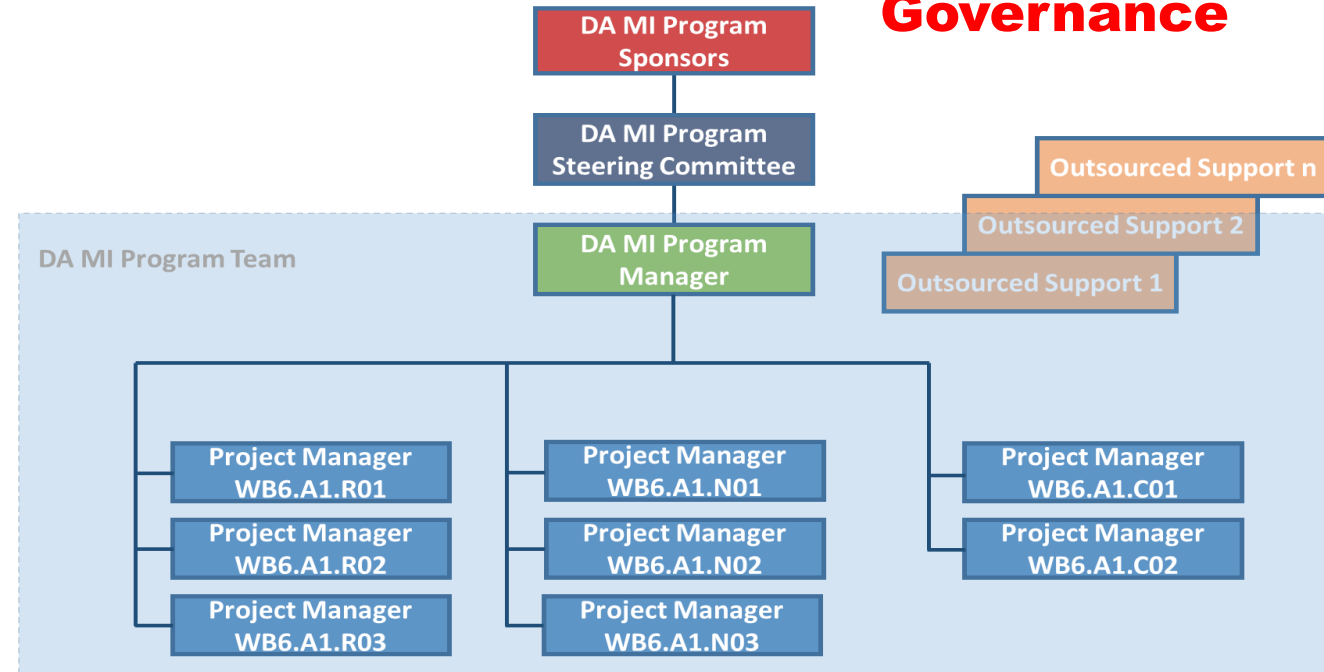 Governance
DA MI Program
Sponsors
DA MI Program
Steering Committee
Outsourced Support n
Outsourced Support 2
Outsourced Support 1
DA MI Program Team
DA MI Program
Manager
Project Manager
WB6.A1.R01
Project Manager
WB6.A1.R02
Project Manager
WB6.A1.R03
Project Manager
WB6.A1.N01
Project Manager
WB6.A1.N02
Project Manager
WB6.A1.N03
Project Manager
WB6.A1.C01
Project Manager
WB6.A1.C02